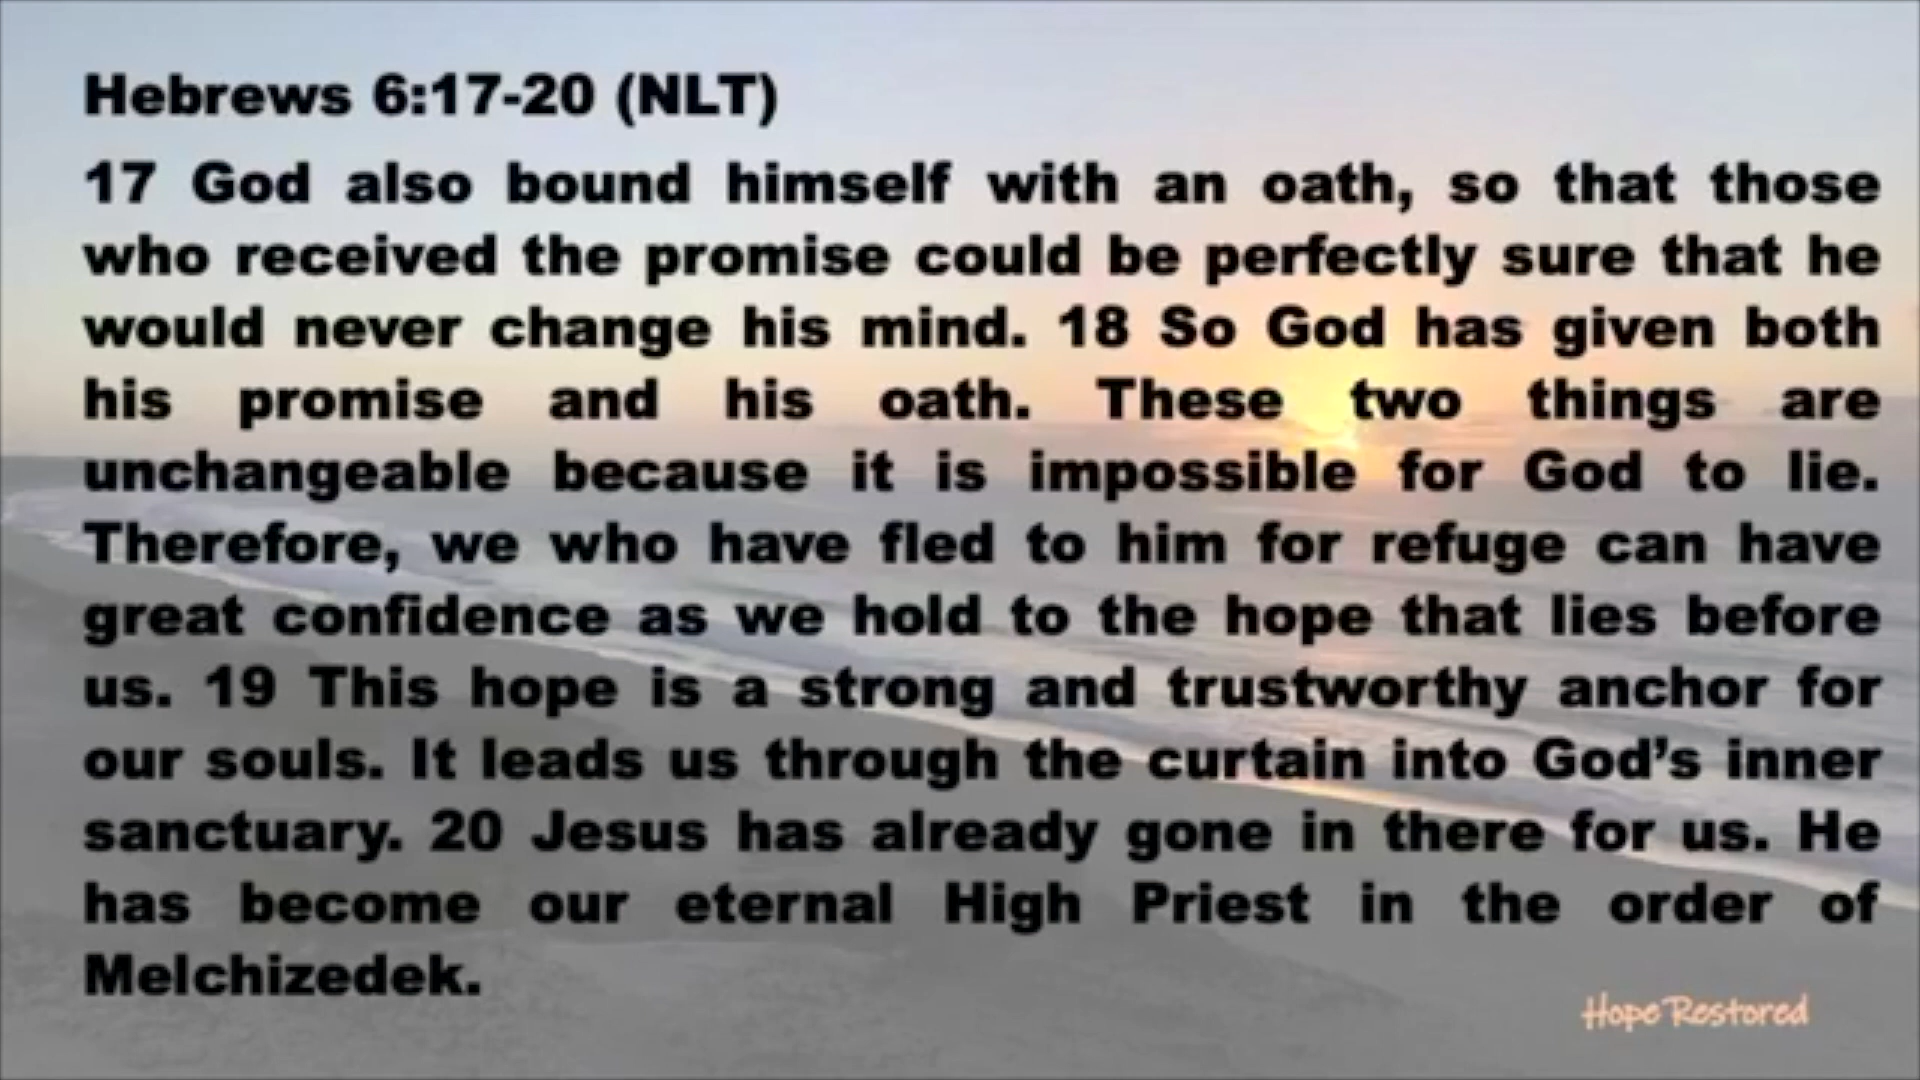 Hebrews 6:17-20 (NLT)
17 God also bound himself with an oath, so that those
who received the promise could be perfectly sure that he
would never change his mind. 18 So God has given both
his promise and his oath. These two things are
unchangeable because it is impossible for God to lie.
Therefore, we who have fled to him for refuge can have
great confidence as we hold to the hope that lies before
us. 19 This hope is a strong and trustworthy anchor for
our souls. It leads us through the curtain into God’s inner
sanctuary. 20 Jesus has already gone in there for us. He
has become our eternal High Priest in the order of
Melchizedek.
Hope Restored